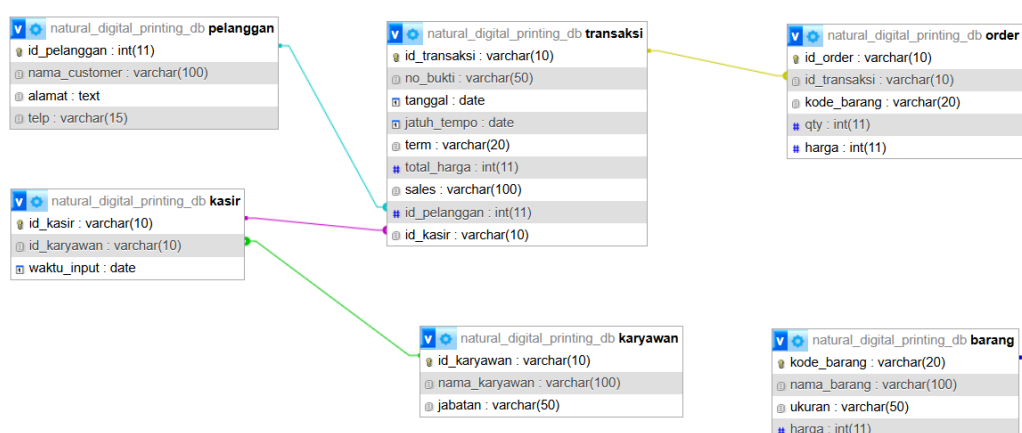 natural_digital_printing_db pelanggan
id_pelanggan : int(11)
nama_customer : varchar(100)
alamat : text
telp : varchar(15)
natural_digital_printing_db transaksi
id_transaksi : varchar(10)
no_bukti : varchar(50)
tanggal : date
jatuh_tempo : date
term : varchar(20)
total_harga : int(11)
sales : varchar(100)
id_pelanggan : int(11)
id_kasir : varchar(10)
natural_digital_printing_db order
id_order : varchar(10)
id_transaksi : varchar(10)
kode_barang : varchar(20)
qty : int(11)
harga : int(11)
natural_digital_printing_db kasir
id_kasir : varchar(10)
id_karyawan : varchar(10)
waktu_input : date
natural_digital_printing_db karyawan
id_karyawan : varchar(10)
nama_karyawan : varchar(100)
jabatan : varchar(50)
natural_digital_printing_db barang
kode_barang : varchar(20)
nama_barang : varchar(100)
ukuran : varchar(50)
harga : int(11)